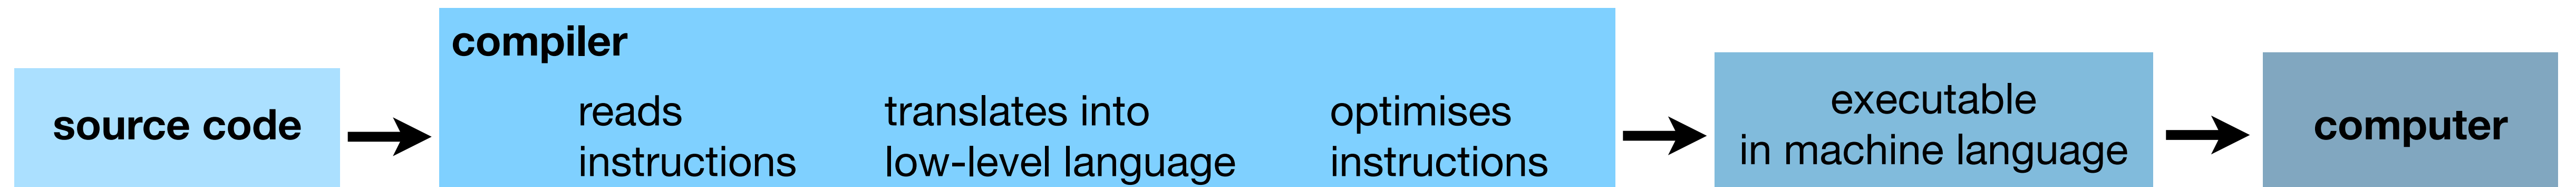 source code
compiler
reads
instructions
translates into
low-level language
optimises
instructions
executable
in machine language
computer